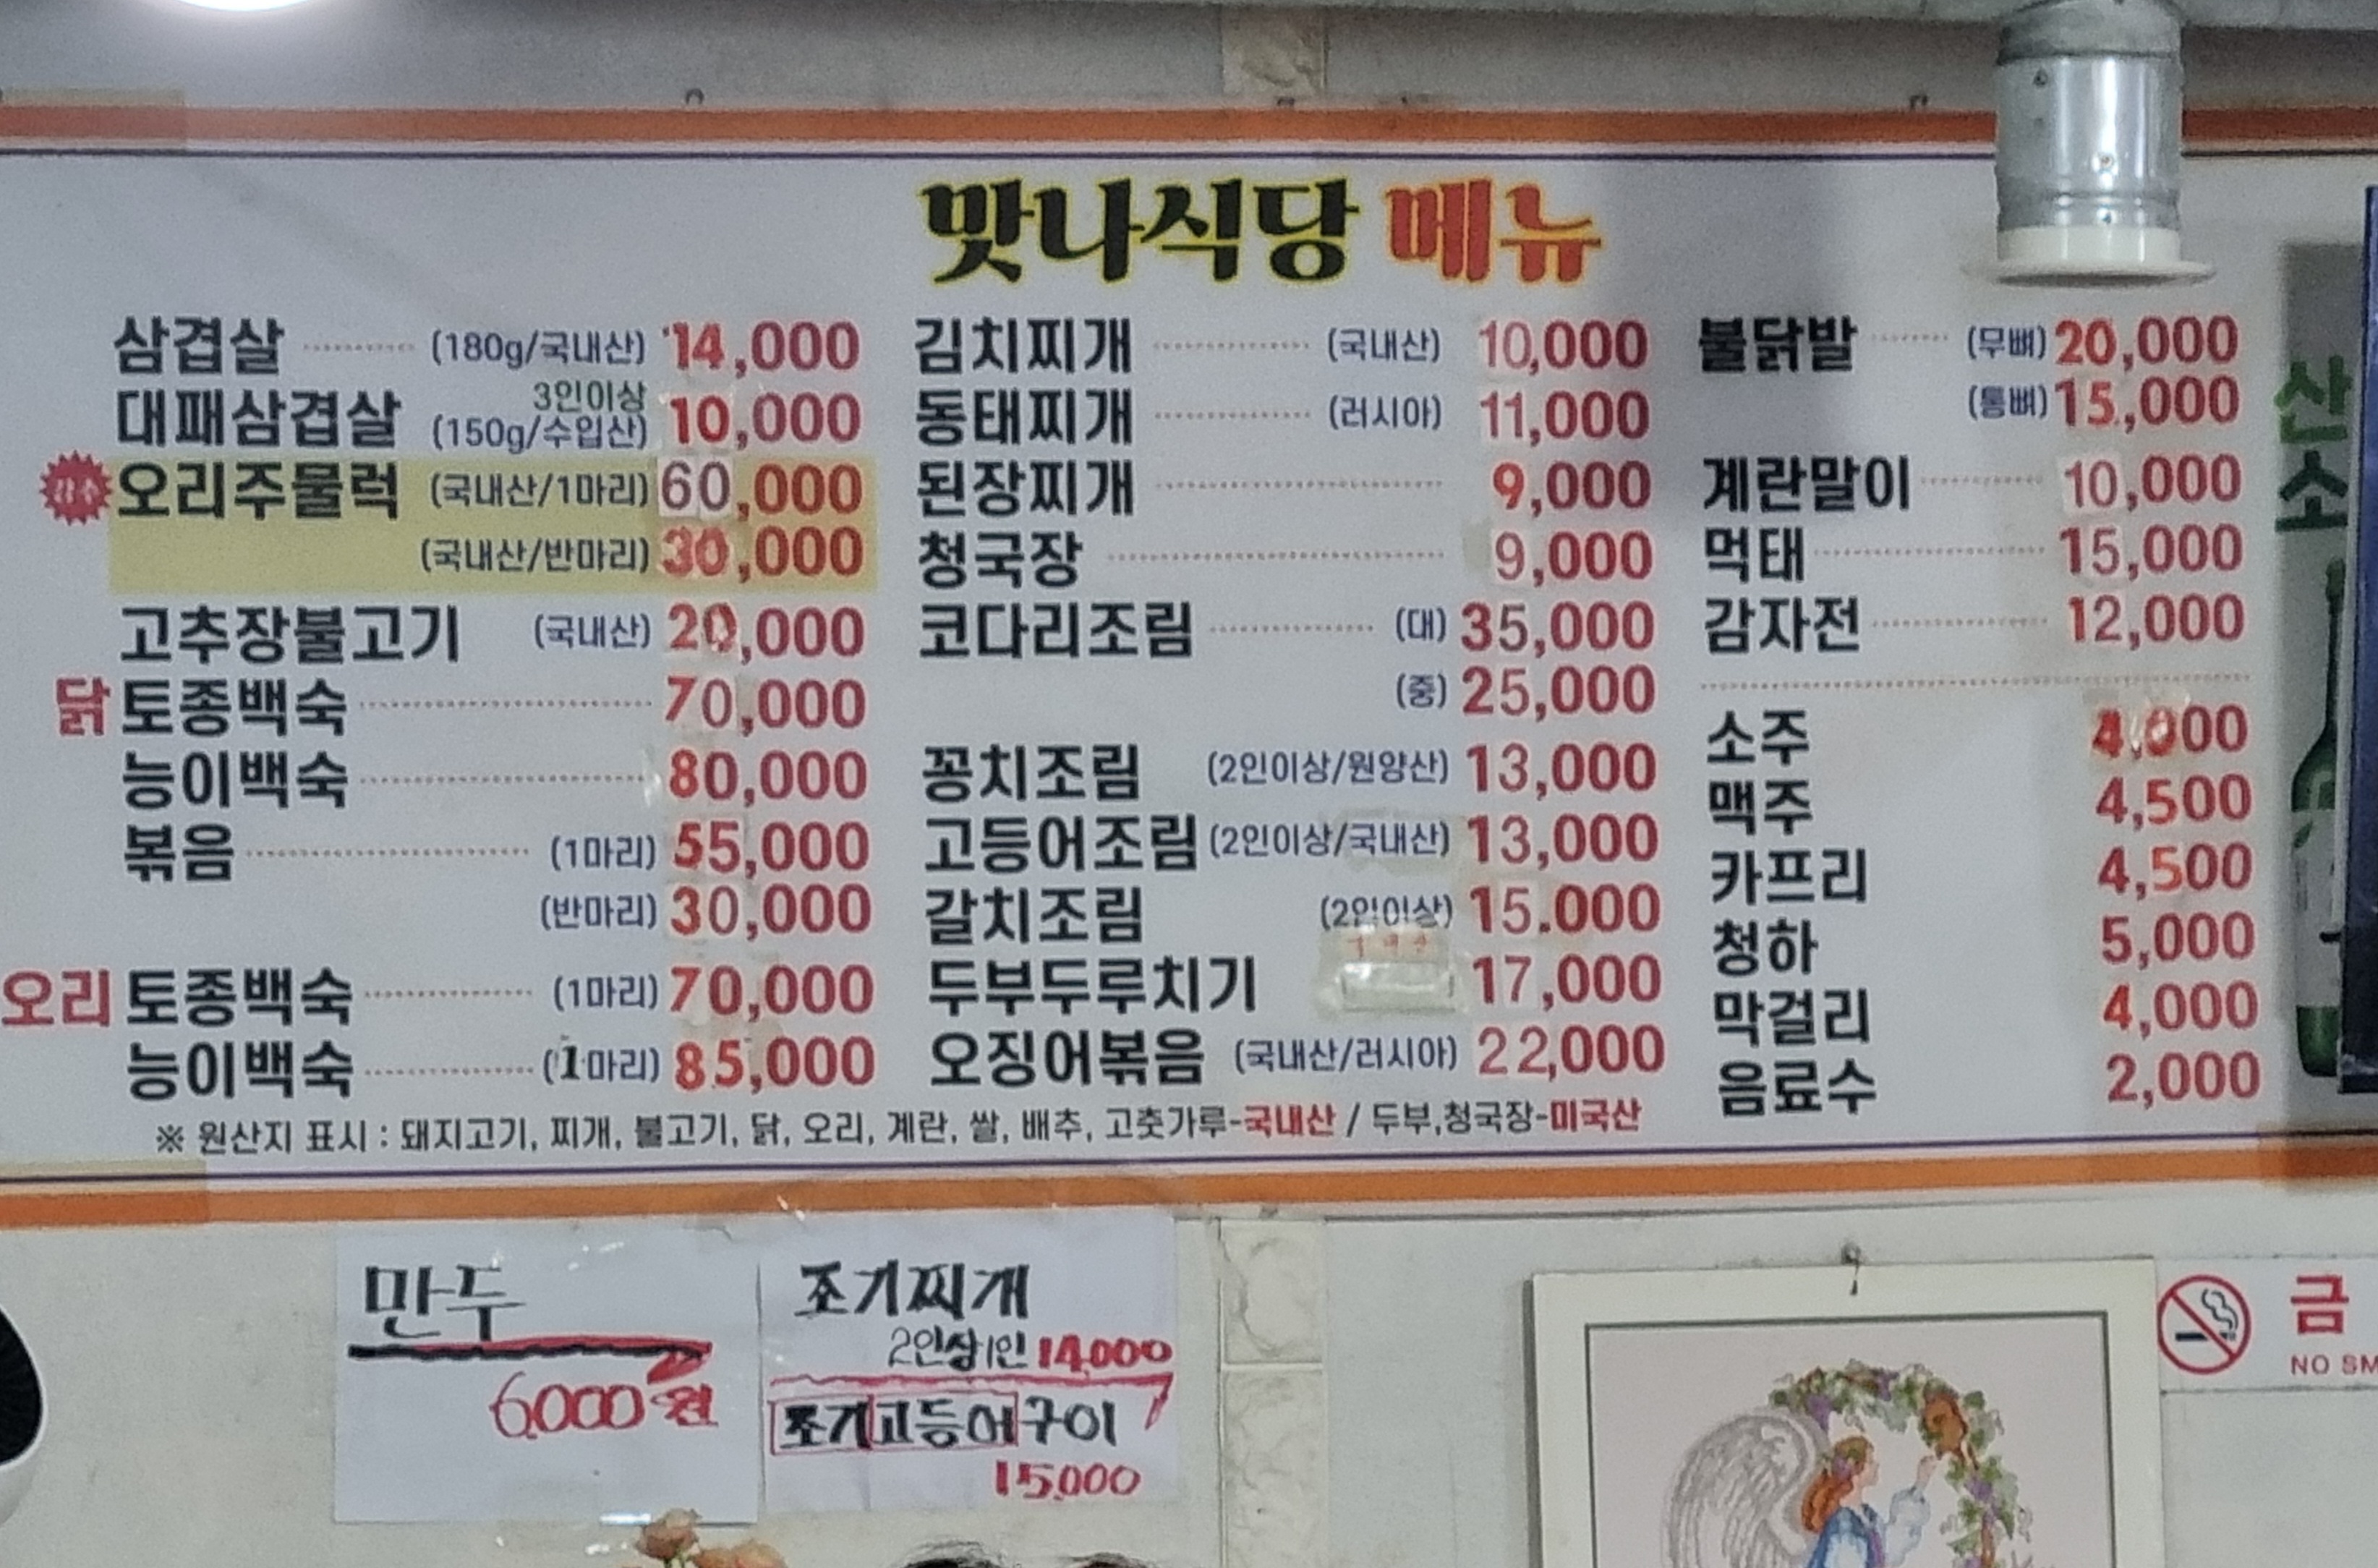 맛나식당 메뉴
삼겹살 (180g/국내산) 14,000
대패삼겹살 3인이상 (150g/수입산) 10,000
오리주물럭 (국내산/1마리) 60,000
(국내산/반마리) 30,000
고추장불고기 (국내산) 20,000
닭 토종백숙 70,000
능이백숙 80,000
볶음 (1마리) 55,000
(반마리) 30,000
오리 토종백숙 (1마리) 70,000
능이백숙 (1마리) 85,000
김치찌개 (국내산) 10,000
동태찌개 (러시아) 11,000
된장찌개 9,000
청국장 9,000
코다리조림 (대) 35,000
(중) 25,000
꽁치조림 (2인이상/원양산) 13,000
고등어조림 (2인이상/국내산) 13,000
갈치조림 (2인이상) 15.000
두부두루치기 17,000
오징어볶음 (국내산/러시아) 22,000
불닭발 (무뼈) 20,000
(통뼈) 15,000
계란말이 10,000
먹태 15,000
감자전 12,000
소주 4,000
맥주 4,500
카프리 4,500
청하 5,000
막걸리 4,000
음료수 2,000
※ 원산지 표시 : 돼지고기, 찌개, 불고기, 닭, 오리, 계란, 쌀, 배추, 고춧가루-국내산 / 두부,청국장-미국산
산
소
만두
6,000원
조기찌개
2인상1인 14,000
조기고등어구이
15,000
금
NO SM